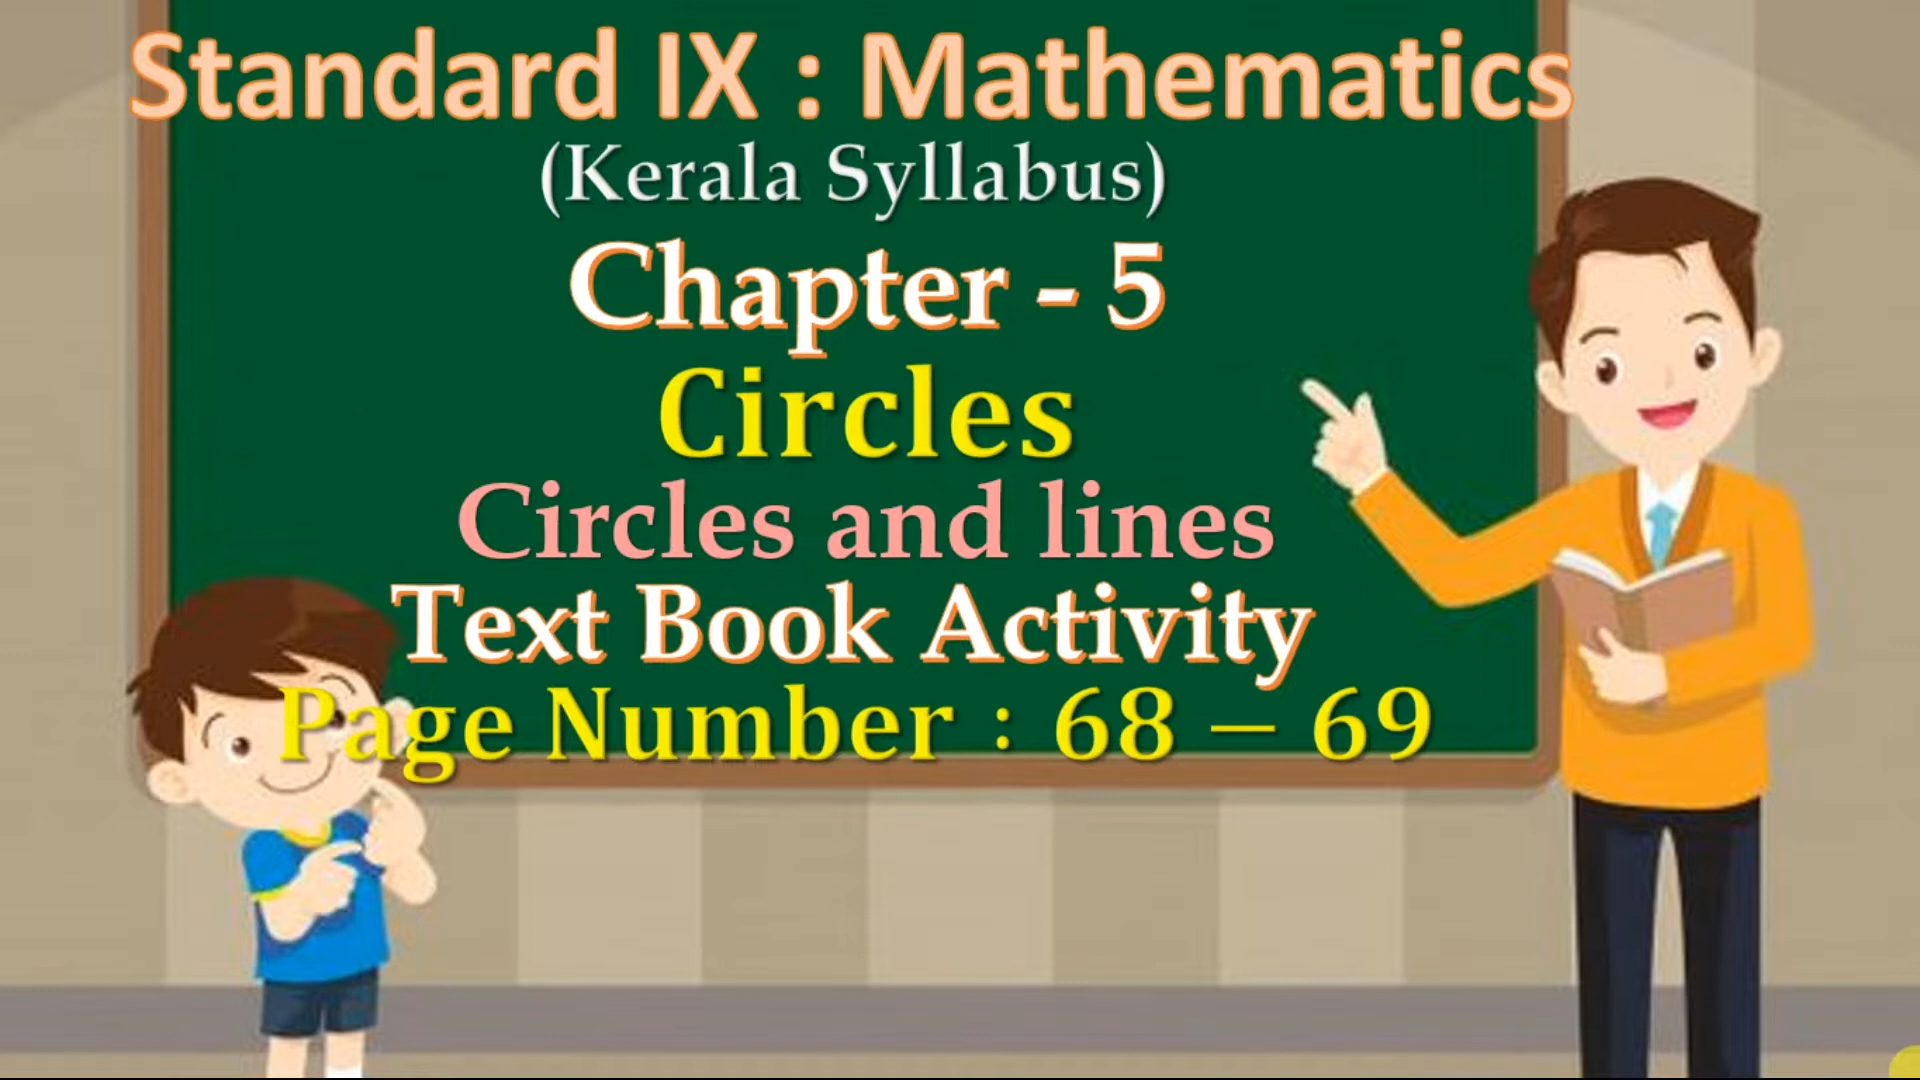 Standard IX : Mathematics
(Kerala Syllabus)
Chapter - 5
Circles
Circles and lines
Text Book Activity
Page Number : 68 – 69